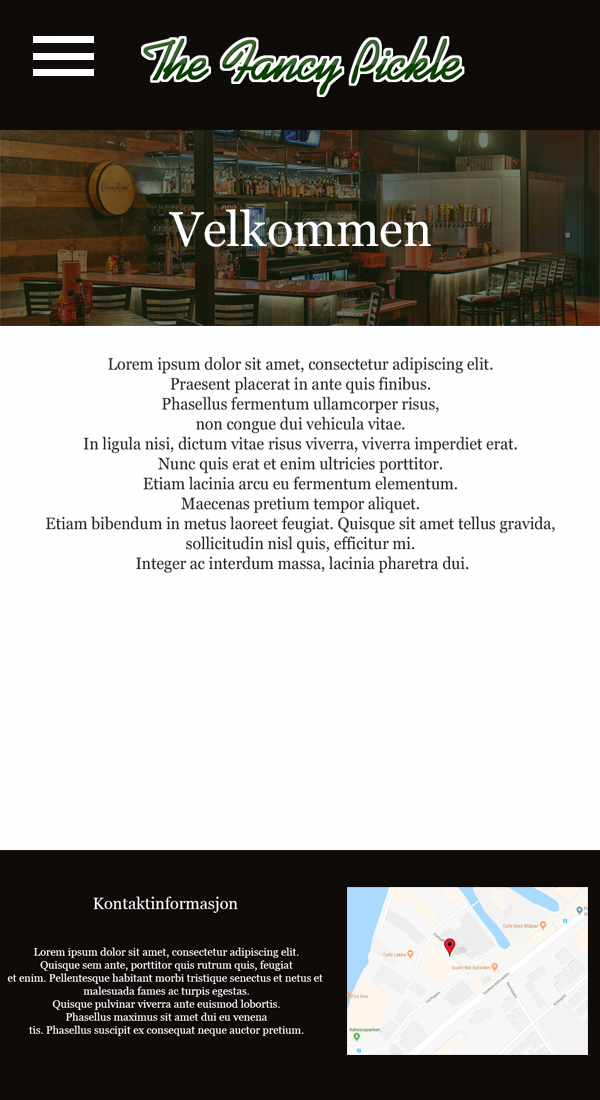 The Fancy Pickle
Velkommen
Lorem ipsum dolor sit amet, consectetur adipiscing elit.
Praesent placerat in ante quis finibus.
Phasellus fermentum ullamcorper risus,
non congue dui vehicula vitae.
In ligula nisi, dictum vitae risus viverra, viverra imperdiet erat.
Nunc quis erat et enim ultricies porttitor.
Etiam lacinia arcu eu fermentum elementum.
Maecenas pretium tempor aliquet.
Etiam bibendum in metus laoreet feugiat. Quisque sit amet tellus gravida,
sollicitudin nisl quis, efficitur mi.
Integer ac interdum massa, lacinia pharetra dui.
Kontaktinformasjon
Lorem ipsum dolor sit amet, consectetur adipiscing elit.
Quisque sem ante, porttitor quis rutrum quis, feugiat
et enim. Pellentesque habitant morbi tristique senectus et netus et
malesuada fames ac turpis egestas.
Quisque pulvinar viverra ante euismod lobortis.
Phasellus maximus sit amet dui eu venena
tis. Phasellus suscipit ex consequat neque auctor pretium.
Cafe Bare Blåbær
Cafe Løkka
Sushi Bar Solsiden
Adressaparken